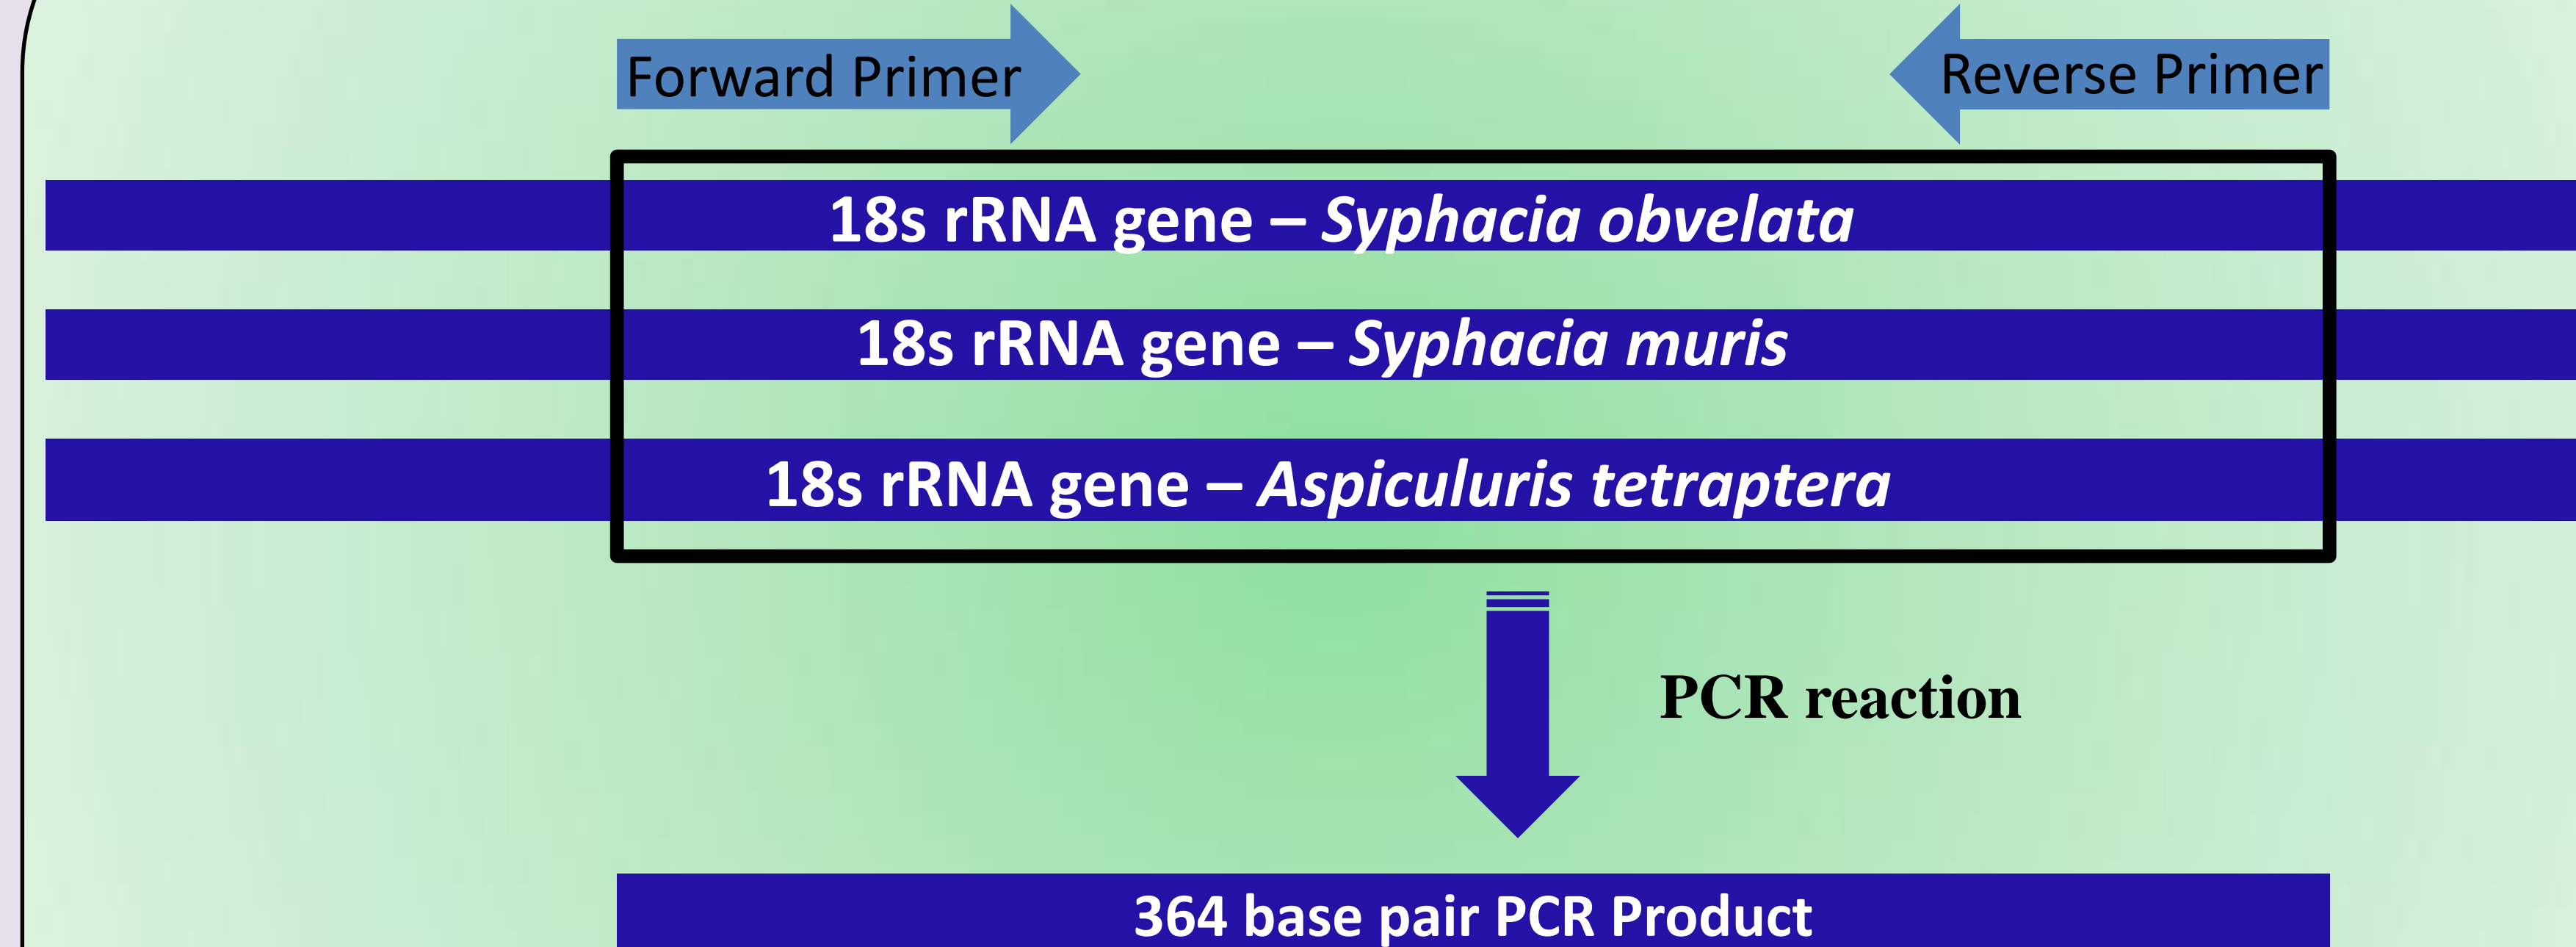 Forward Primer
Reverse Primer
18s rRNA gene – Syphacia obvelata
18s rRNA gene – Syphacia muris
18s rRNA gene – Aspiculuris tetraptera
PCR reaction
364 base pair PCR Product